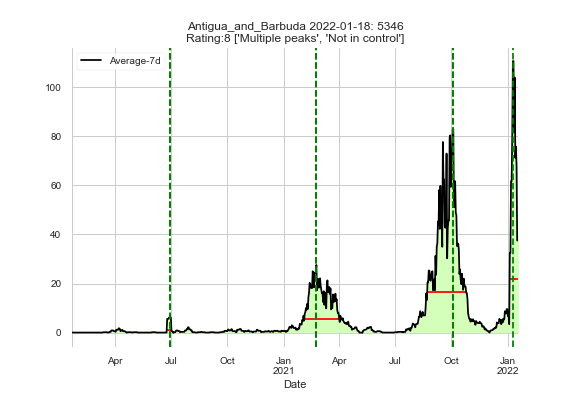 Antigua_and_Barbuda 2022-01-18: 5346
Rating:8 ['Multiple peaks', 'Not in control']
Average-7d
100
80
60
40
20
0
Apr Jul Oct Jan Apr Jul Oct Jan
2021 2022
Date